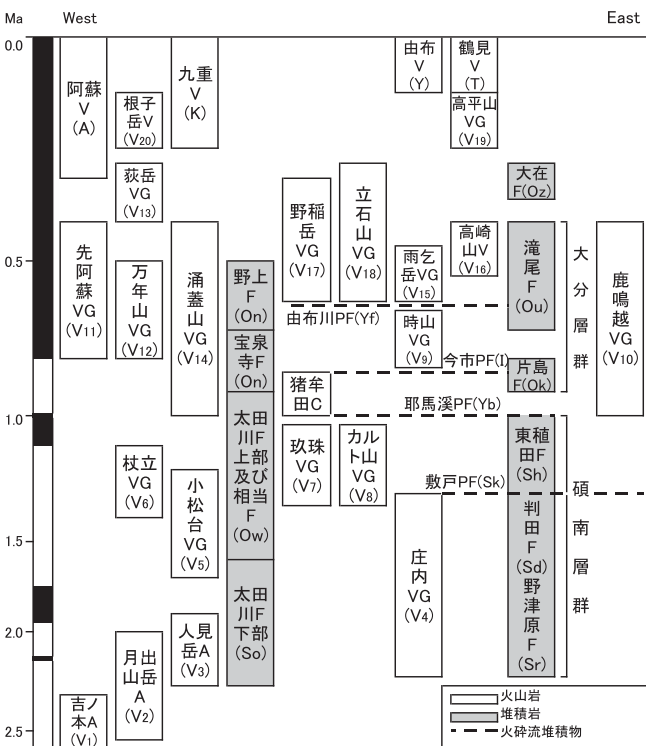 Ma West East
0.0
0.5
1.0
1.5
2.0
2.5
阿蘇
V
(A)
先
阿
蘇
VG
(V11)
吉ノ
本A
(V1)
根子
岳V
(V20)
荻岳
VG
(V13)
万
年
山
VG
(V12)
杖立
VG
(V6)
月出
山岳
A
(V2)
九重
V
(K)
涌
蓋
山
VG
(V14)
小
松
台
VG
(V5)
人見
岳A
(V3)
野上
F
(On)
宝泉
寺F
(On)
太田
川F
上部
及び
相当
F
(Ow)
太田
川F
下部
(So)
野稲
岳
VG
(V17)
由布川PF(Yf)
猪牟
田C
玖珠
VG
(V7)
立
石
山
VG
(V18)
カル
ト山
VG
(V8)
由布
V
(Y)
雨乞
岳VG
(V15)
時山
VG
(V9)
今市PF(I)
耶馬溪PF(Yb)
敷戸PF(Sk)
庄
内
VG
(V4)
鶴見
V
(T)
高平山
VG
(V19)
高崎
山V
(V16)
大在
F(Oz)
滝
尾
F
(Ou)
片島
F(Ok)
東稙
田F
(Sh)
判
田
F
(Sd)
野
津
原
F
(Sr)
大
分
層
群
碩
南
層
群
鹿
鳴
越
VG
(V10)
火山岩
堆積岩
火砕流堆積物